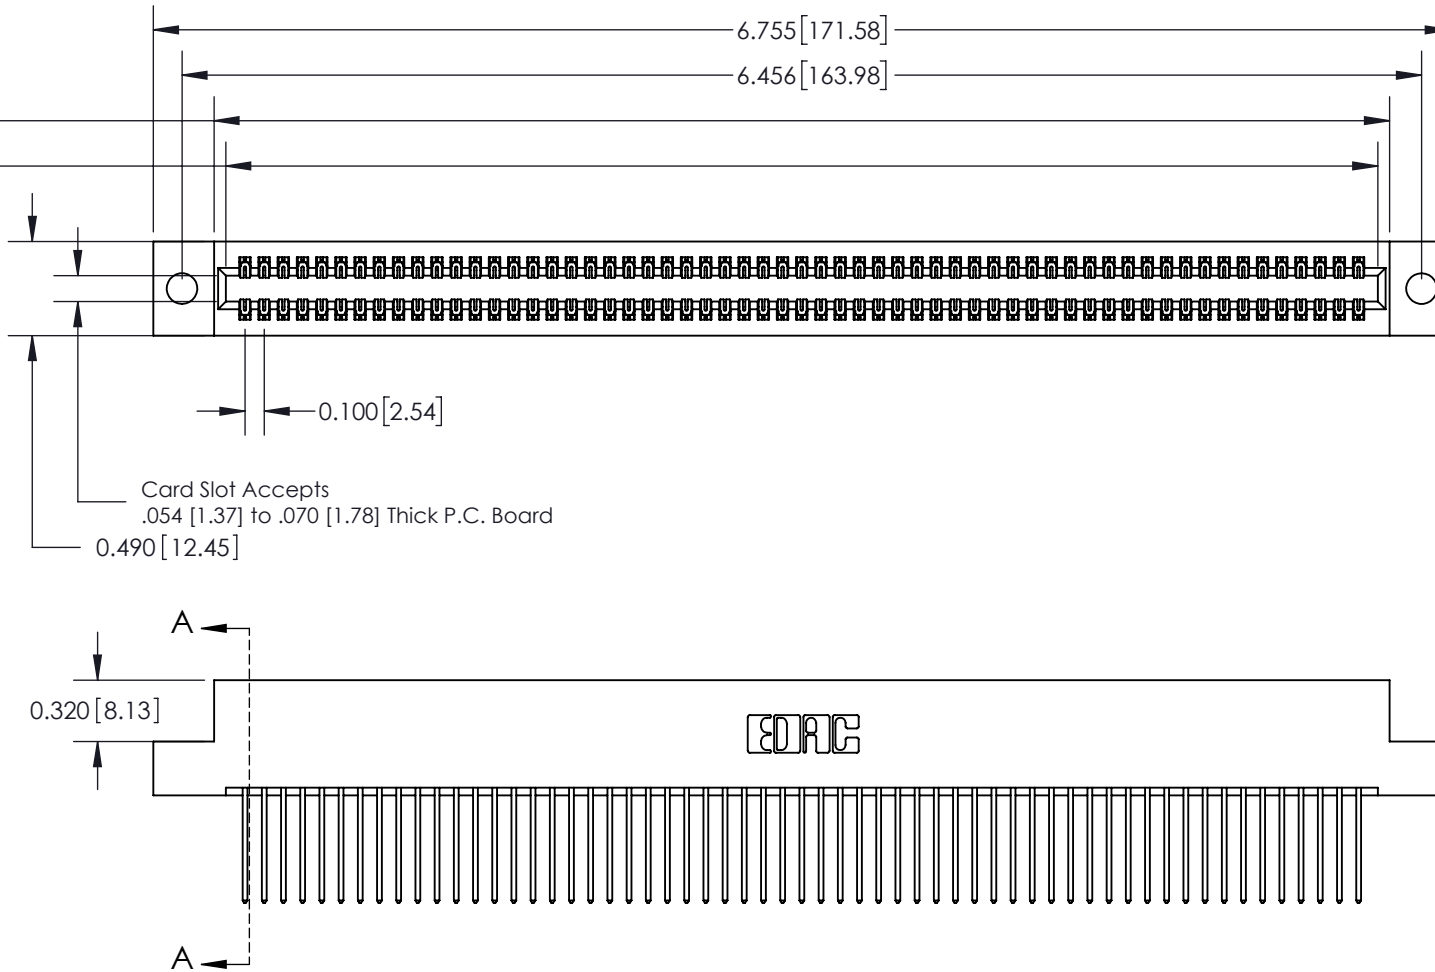 6.755[171.58]
6.456[163.98]
0.100[2.54]
Card Slot Accepts
.054 [1.37] to .070 [1.78] Thick P.C. Board
0.490[12.45]
A
0.320[8.13]
EDAC
A